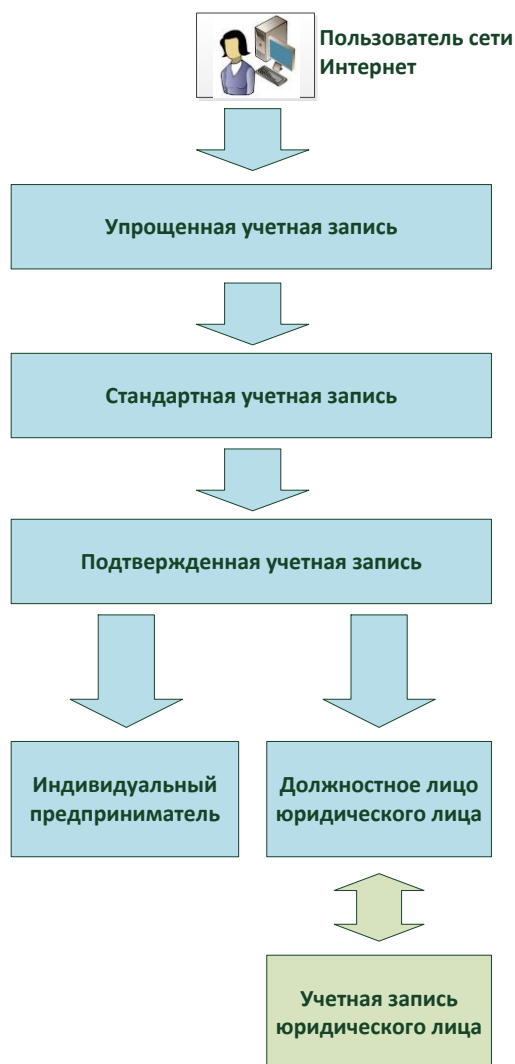 Пользователь сети
Интернет
Упрощенная учетная запись
Стандартная учетная запись
Подтвержденная учетная запись
Индивидуальный
предприниматель
Должностное лицо
юридического лица
Учетная запись
юридического лица